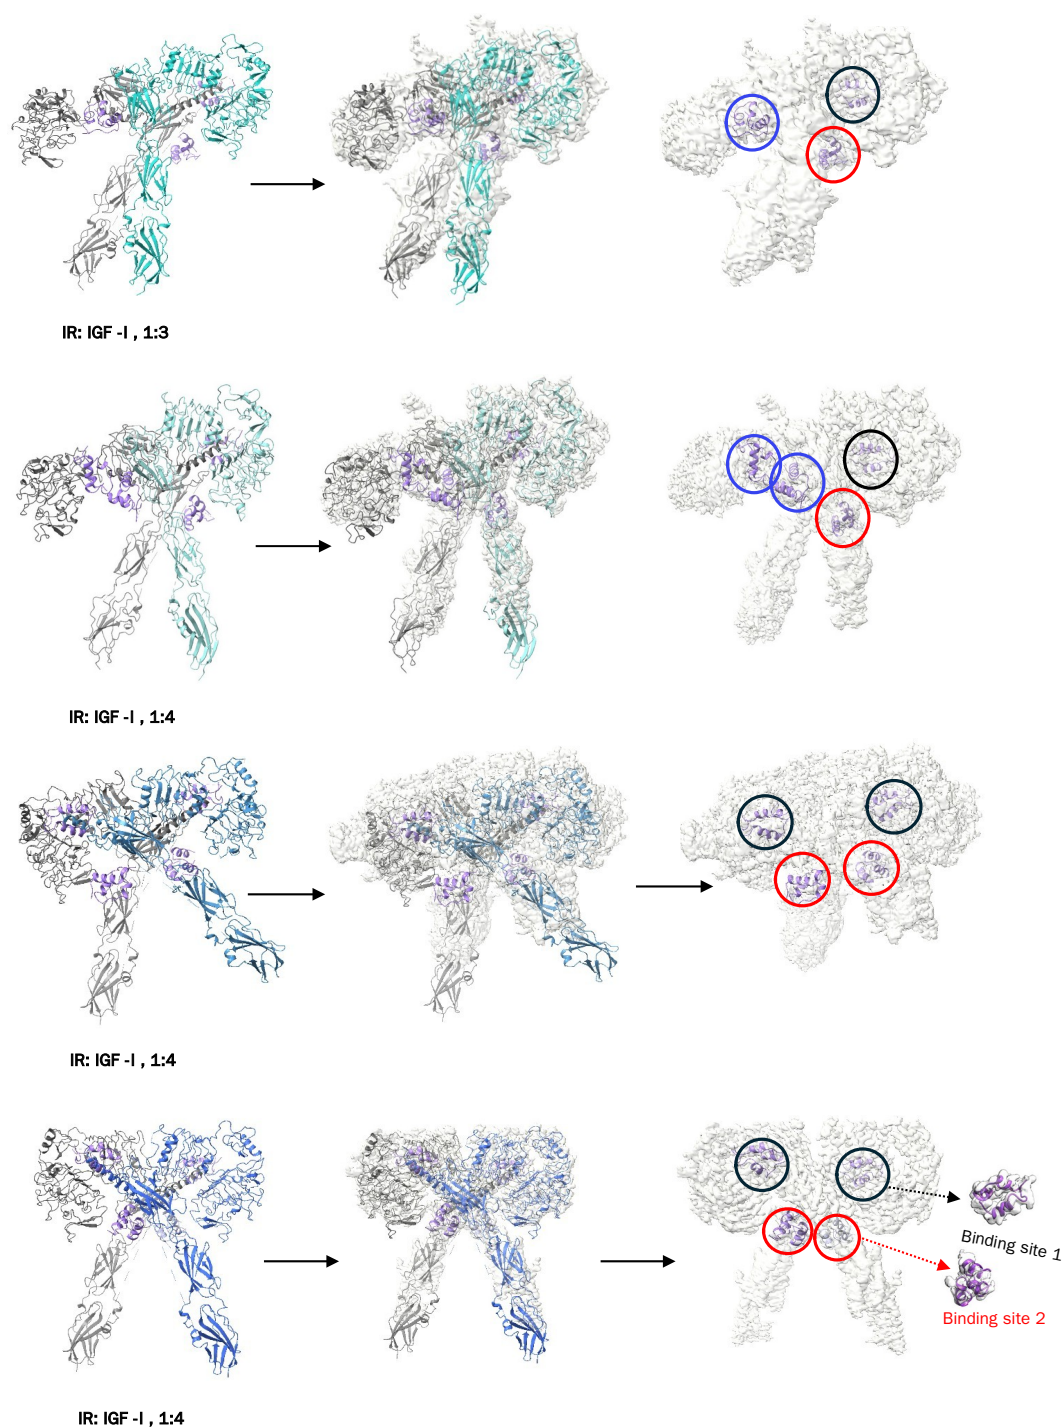 IR: IGF -I , 1:3
IR: IGF -I , 1:4
IR: IGF -I , 1:4
Binding site 1
Binding site 2
IR: IGF -I , 1:4